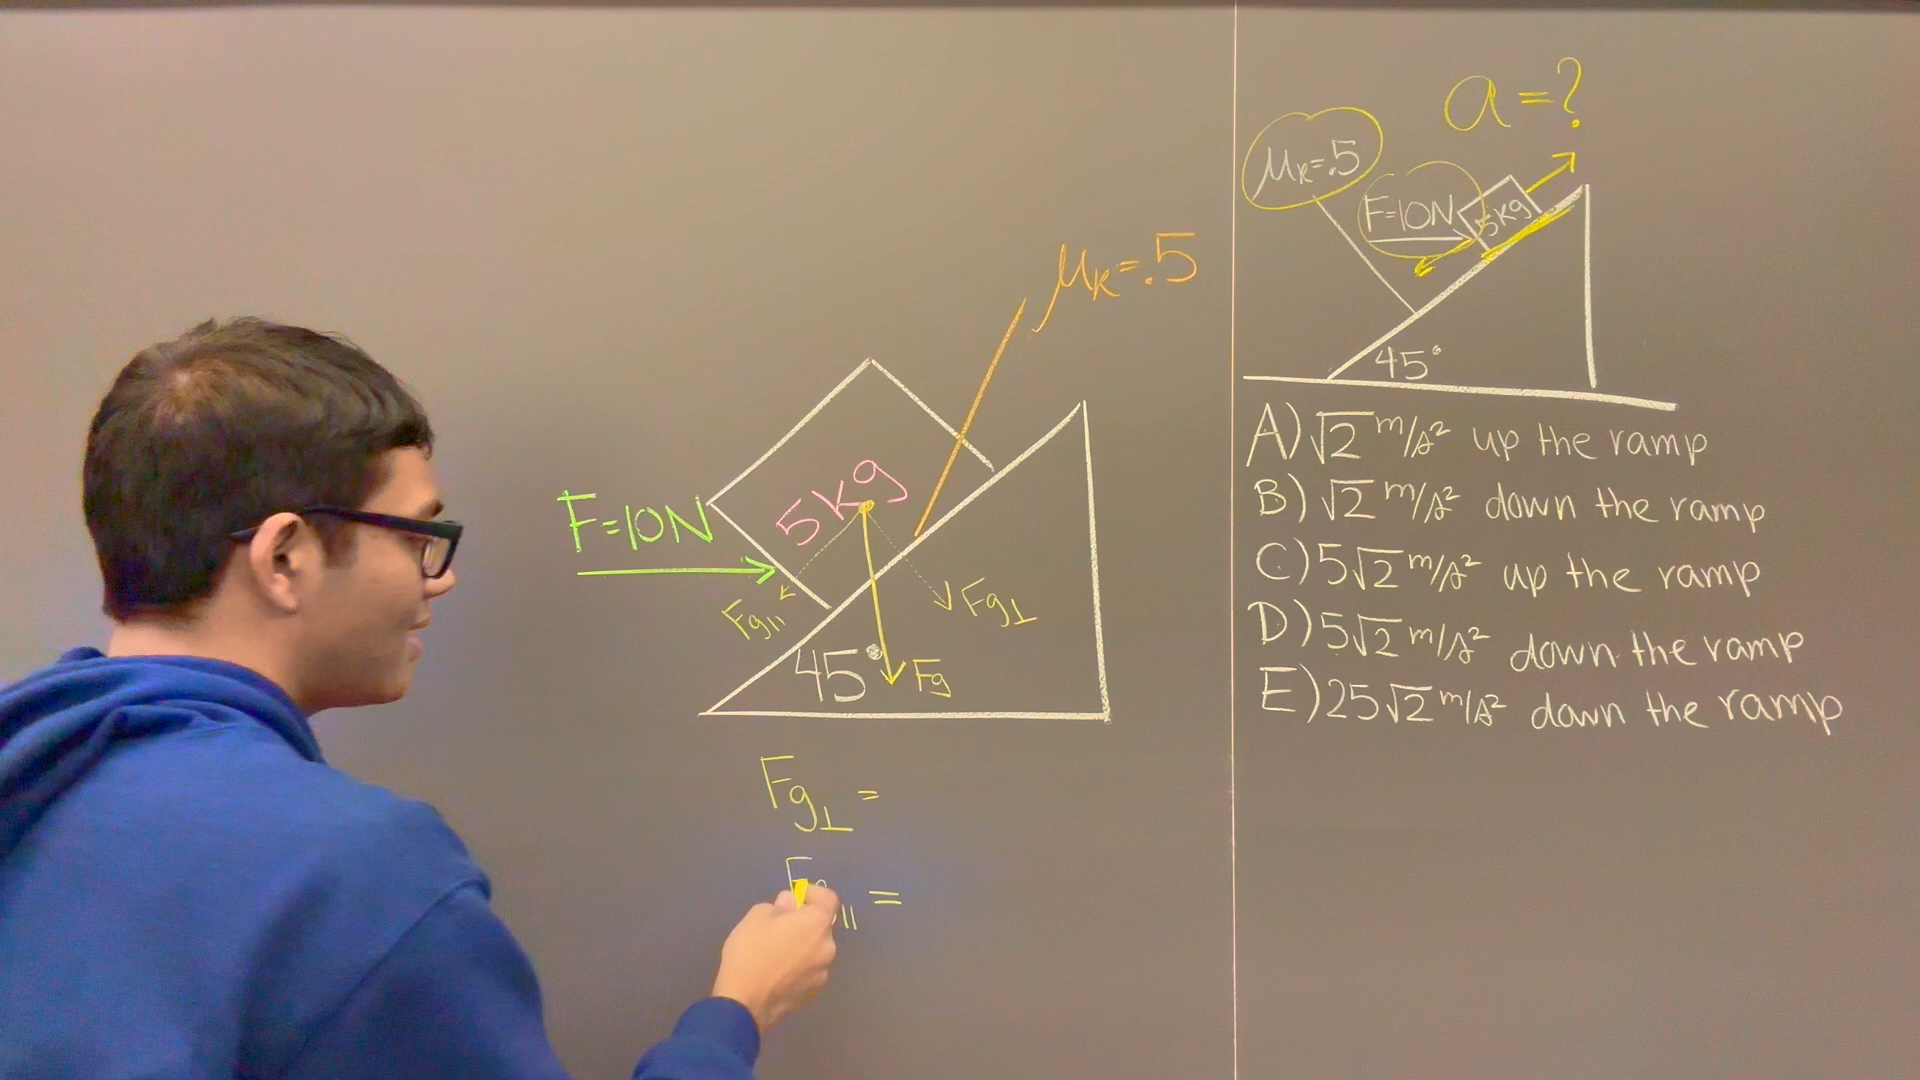 μk=.5
F=10N
5kg
Fg∥
Fg⊥
45°
Fg
Fg⊥ =
∥ =
a=?
μk=.5
F=10N
5kg
45°
A) √2 m/s² up the ramp
B) √2 m/s² down the ramp
C) 5√2 m/s² up the ramp
D) 5√2 m/s² down the ramp
E) 25√2 m/s² down the ramp